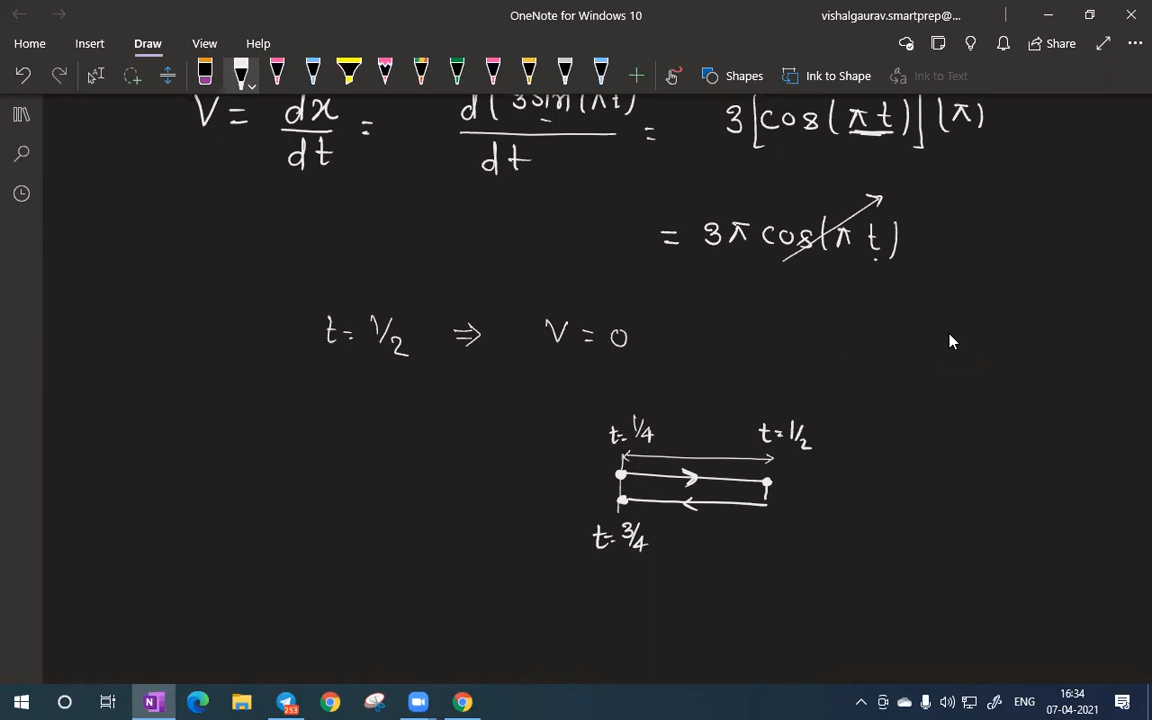 OneNote for Windows 10
vishalgaurav.smartprep@...
Home Insert Draw View Help Share
Shapes Ink to Shape Ink to Text
V = dx/dt = d(3sin(πt)/dt = 3[cos(πt)](π)
= 3π cos(πt)
t = 1/2 ⇒ V = 0
t = 1/4 t = 1/2
t = 3/4
253
ENG
16:34
07-04-2021